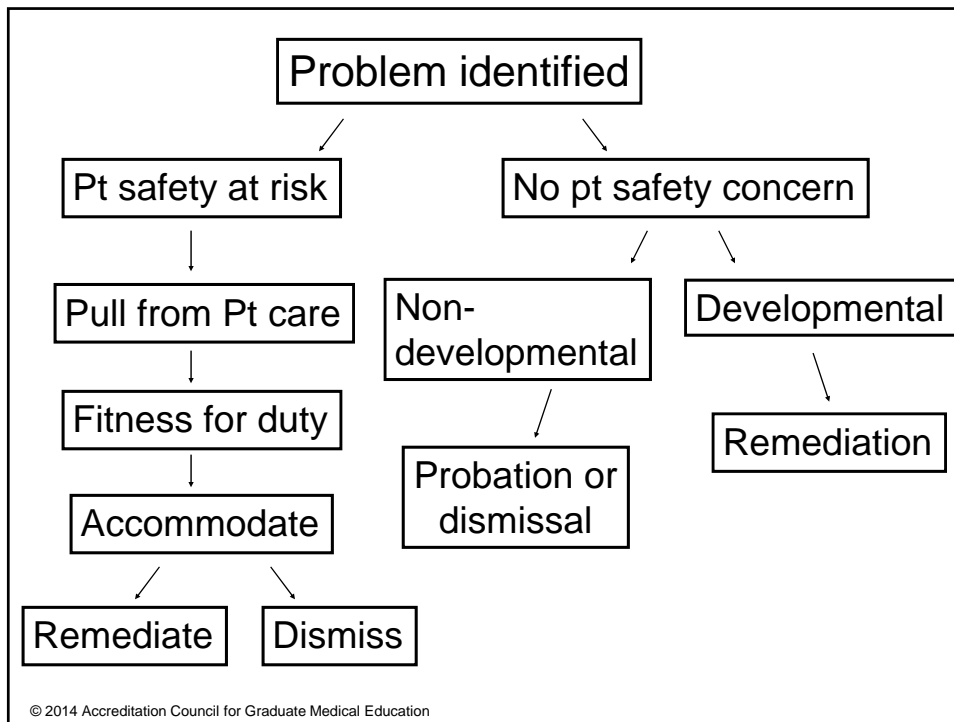 Problem identified
Pt safety at risk
No pt safety concern
Pull from Pt care
Non-
developmental
Developmental
Fitness for duty
Remediation
Probation or
dismissal
Accommodate
Remediate
Dismiss
© 2014 Accreditation Council for Graduate Medical Education